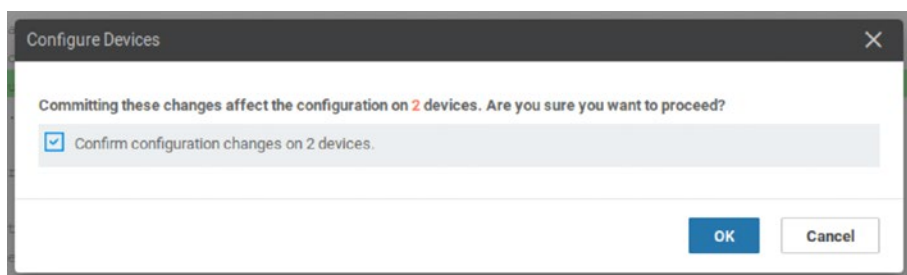 Configure Devices
Committing these changes affect the configuration on 2 devices. Are you sure you want to proceed?
Confirm configuration changes on 2 devices.
OK Cancel